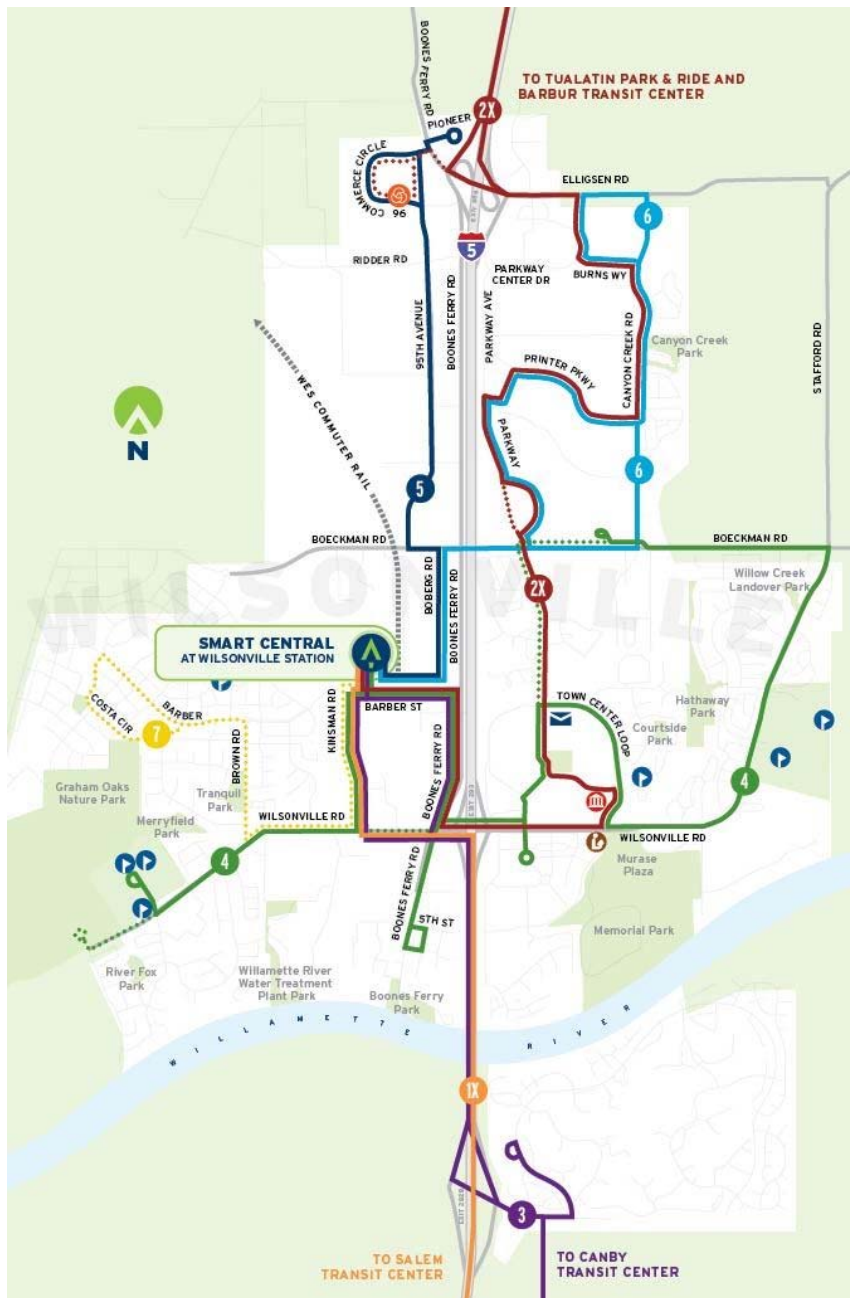 BOONES FERRY RD
TO TUALATIN PARK & RIDE AND
BARBUR TRANSIT CENTER
2X
PIONEER
COMMERCE CIRCLE
96
ELLIGSEN RD
6
5
RIDDER RD
PARKWAY
CENTER DR
BURNS WY
95TH AVENUE
BOONES FERRY RD
PARKWAY AVE
CANYON CREEK RD
Canyon Creek
Park
STAFFORD RD
PRINTER PKWY
WES COMMUTER RAIL
N
PARKWAY
6
5
BOECKMAN RD
BOECKMAN RD
WILSONVILLE
BOBERG RD
BOONES FERRY RD
2X
Willow Creek
Landover Park
SMART CENTRAL
AT WILSONVILLE STATION
KINSMAN RD
BARBER ST
BARBER
COSTA CIR
7
BROWN RD
TOWN CENTER LOOP
Hathaway
Park
Courtside
Park
BOONES FERRY RD
Graham Oaks
Nature Park
Tranquil
Park
Merryfield
Park
WILSONVILLE RD
4
4
WILSONVILLE RD
Murase
Plaza
BOONES FERRY RD
5TH ST
Memorial Park
River Fox
Park
Willamette River
Water Treatment
Plant Park
Boones Ferry
Park
WILLAMETTE RIVER
1X
3
TO SALEM
TRANSIT CENTER
TO CANBY
TRANSIT CENTER